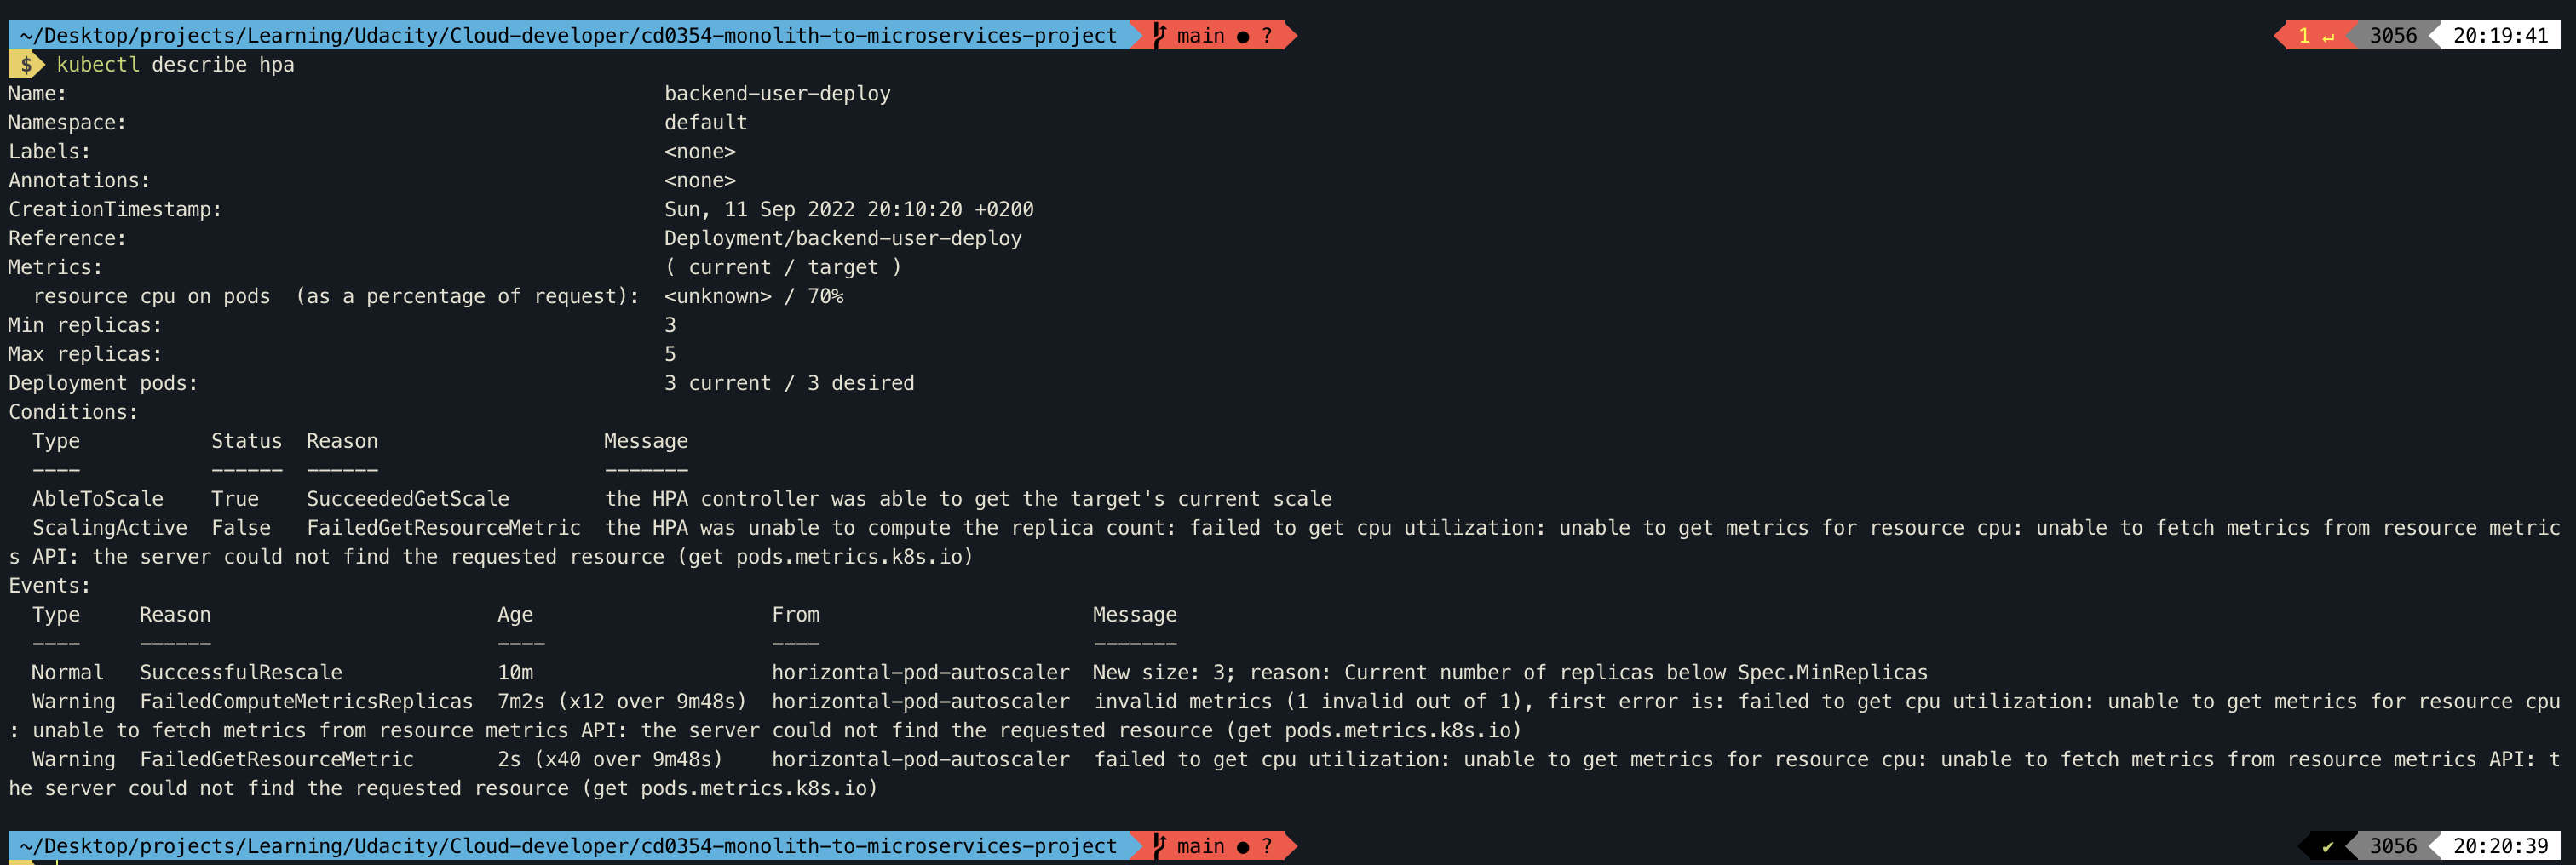 ~/Desktop/projects/Learning/Udacity/Cloud-developer/cd0354-monolith-to-microservices-project main ● ? 1 ↵ 3056 20:19:41
$ kubectl describe hpa
Name: backend-user-deploy
Namespace: default
Labels: <none>
Annotations: <none>
CreationTimestamp: Sun, 11 Sep 2022 20:10:20 +0200
Reference: Deployment/backend-user-deploy
Metrics: ( current / target )
resource cpu on pods (as a percentage of request): <unknown> / 70%
Min replicas: 3
Max replicas: 5
Deployment pods: 3 current / 3 desired
Conditions:
Type Status Reason Message
---- ------ ------ -------
AbleToScale True SucceededGetScale the HPA controller was able to get the target's current scale
ScalingActive False FailedGetResourceMetric the HPA was unable to compute the replica count: failed to get cpu utilization: unable to get metrics for resource cpu: unable to fetch metrics from resource metric
s API: the server could not find the requested resource (get pods.metrics.k8s.io)
Events:
Type Reason Age From Message
---- ------ ---- ---- -------
Normal SuccessfulRescale 10m horizontal-pod-autoscaler New size: 3; reason: Current number of replicas below Spec.MinReplicas
Warning FailedComputeMetricsReplicas 7m2s (x12 over 9m48s) horizontal-pod-autoscaler invalid metrics (1 invalid out of 1), first error is: failed to get cpu utilization: unable to get metrics for resource cpu
: unable to fetch metrics from resource metrics API: the server could not find the requested resource (get pods.metrics.k8s.io)
Warning FailedGetResourceMetric 2s (x40 over 9m48s) horizontal-pod-autoscaler failed to get cpu utilization: unable to get metrics for resource cpu: unable to fetch metrics from resource metrics API: t
he server could not find the requested resource (get pods.metrics.k8s.io)
~/Desktop/projects/Learning/Udacity/Cloud-developer/cd0354-monolith-to-microservices-project main ● ? ✔ 3056 20:20:39